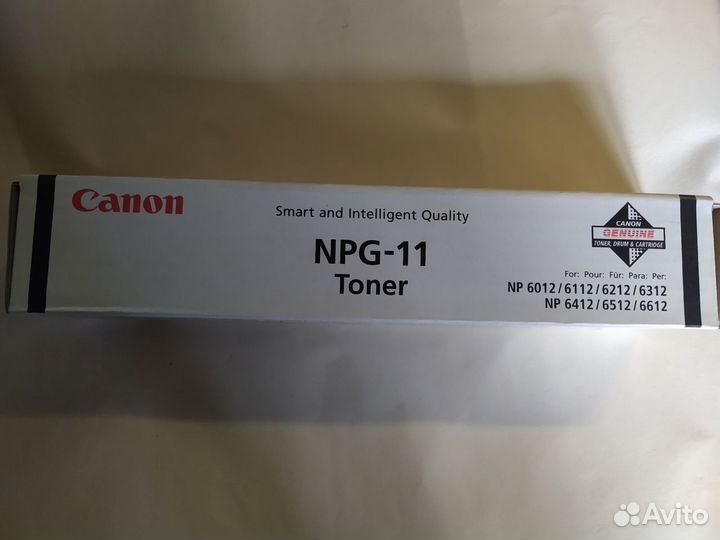 Canon
Smart and Intelligent Quality
NPG-11
Toner
CANON
GENUINE
TONER, DRUM & CARTRIDGE
For: Pour: Für: Para: Per:
NP 6012/6112/6212/6312
NP 6412/6512/6612
Avito